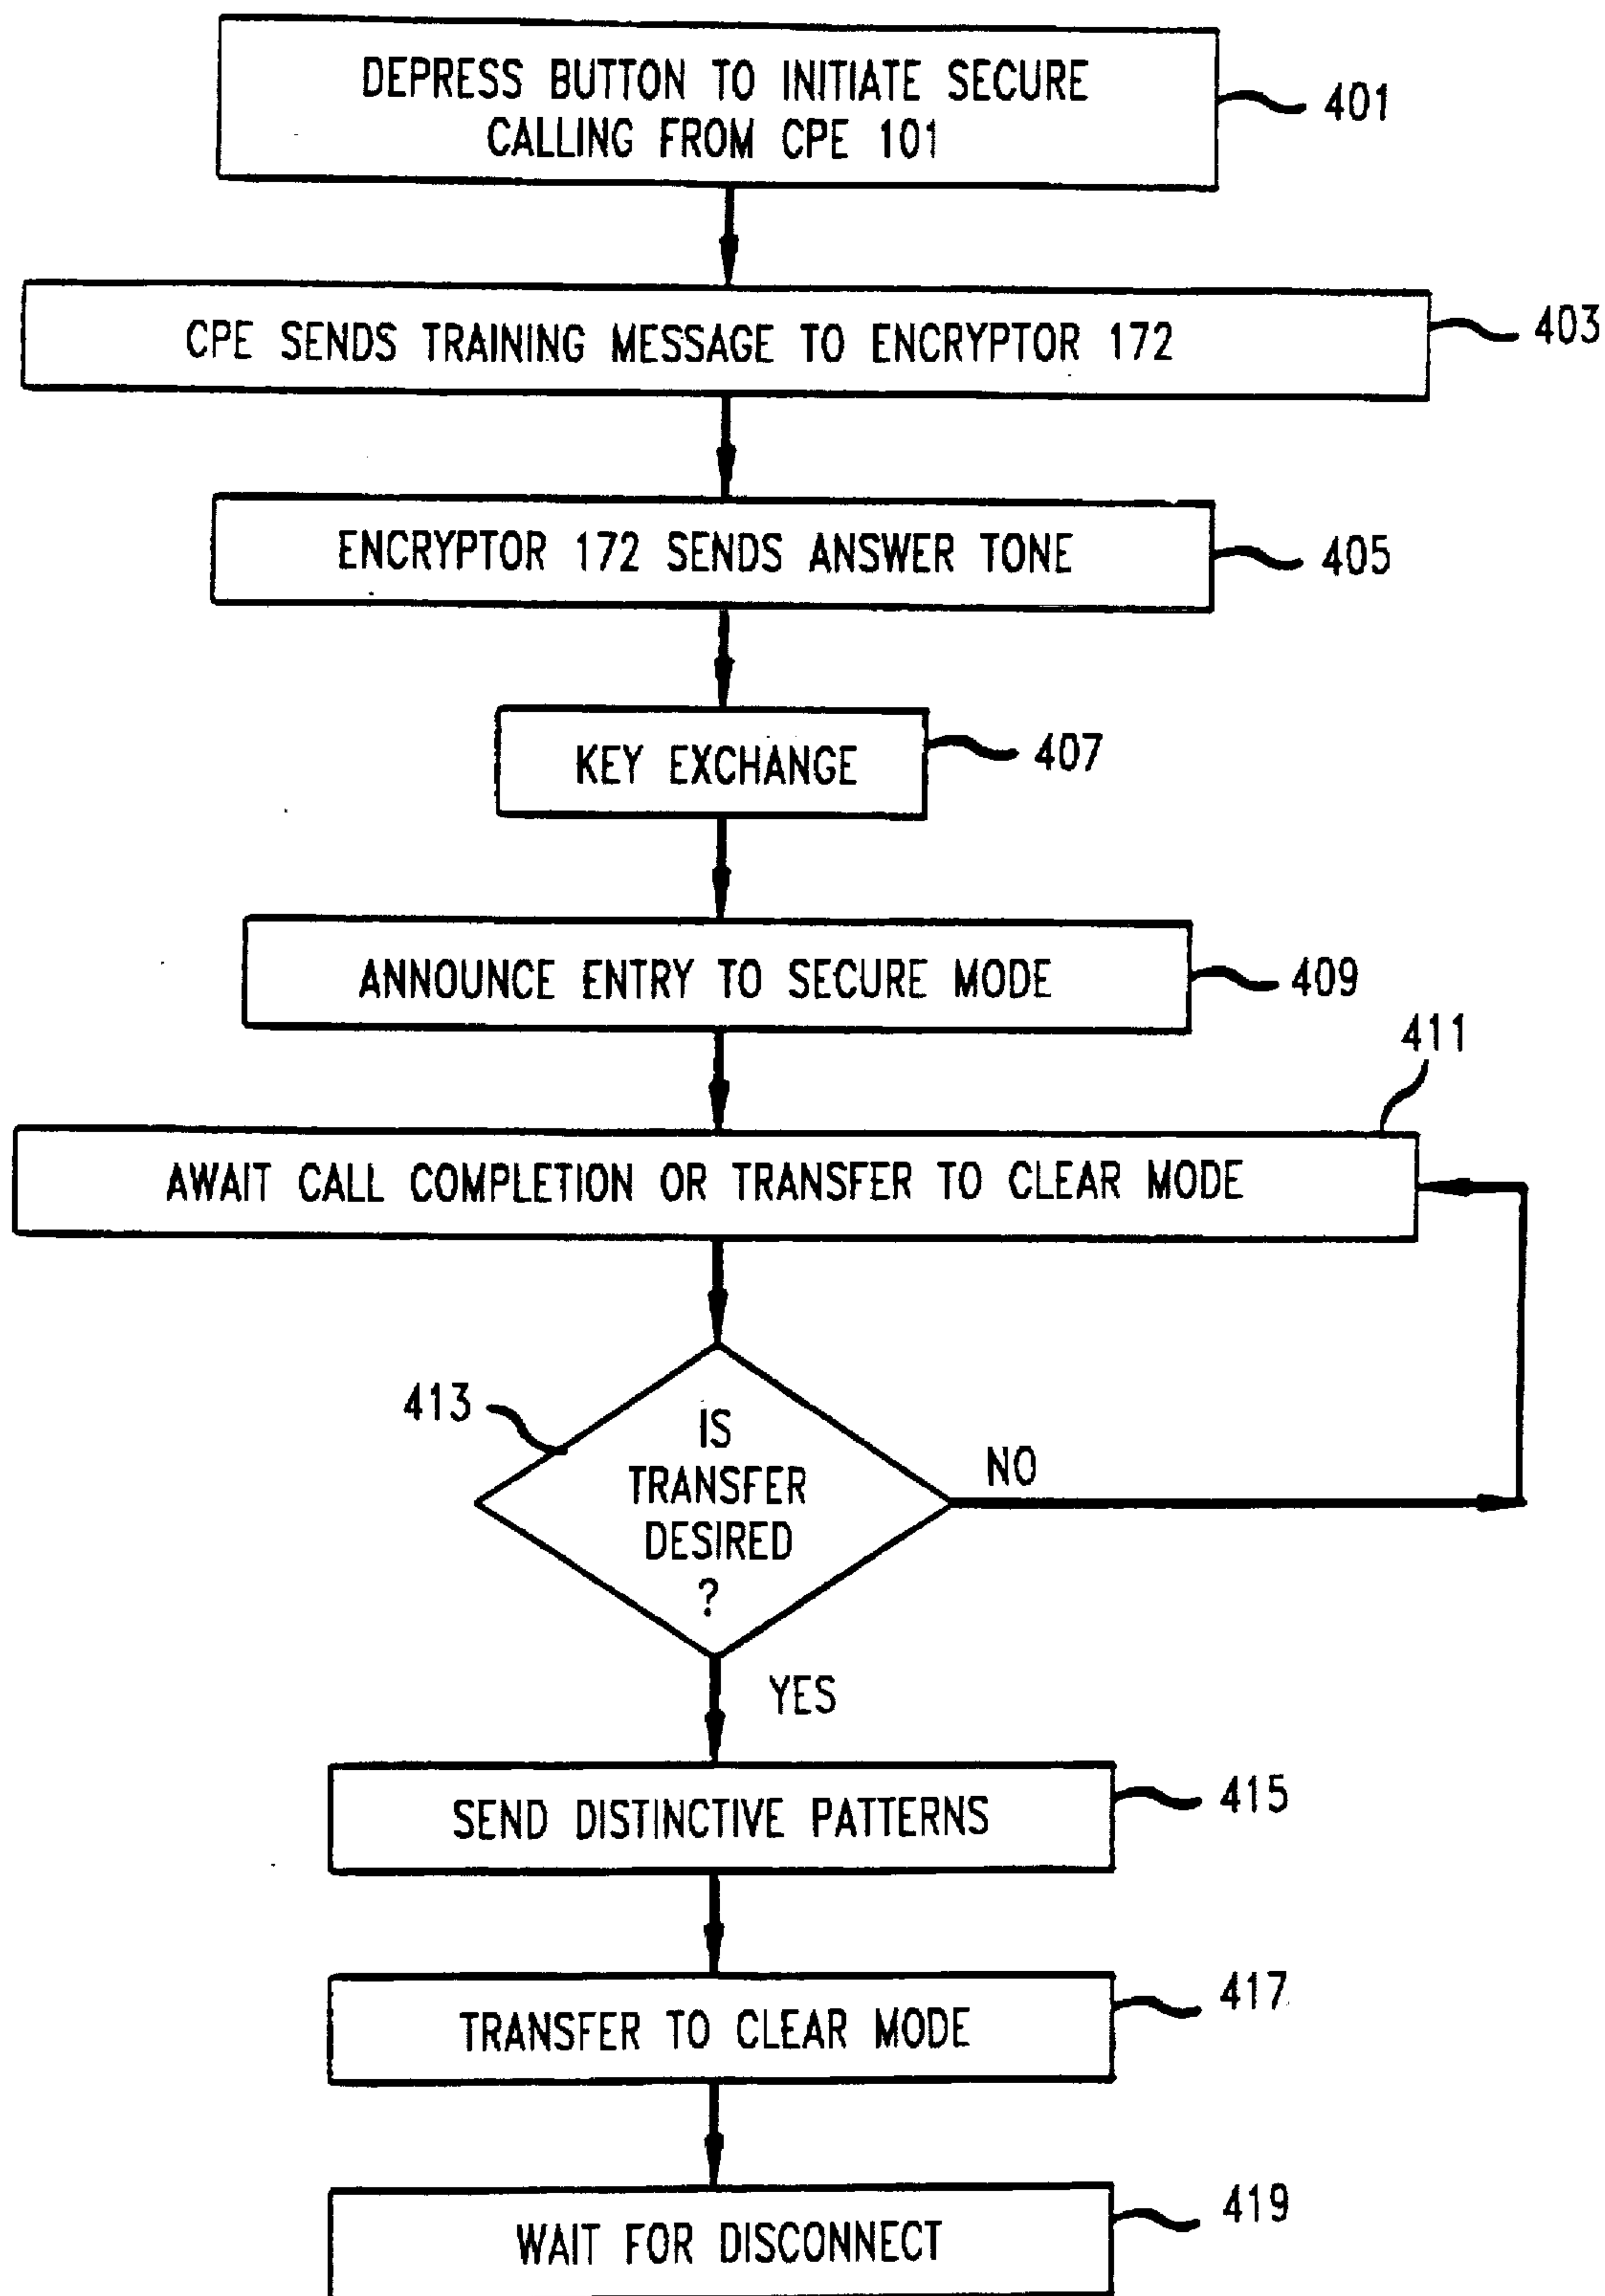 DEPRESS BUTTON TO INITIATE SECURE
CALLING FROM CPE 101
401
CPE SENDS TRAINING MESSAGE TO ENCRYPTOR 172
403
ENCRYPTOR 172 SENDS ANSWER TONE
405
KEY EXCHANGE
407
ANNOUNCE ENTRY TO SECURE MODE
409
411
AWAIT CALL COMPLETION OR TRANSFER TO CLEAR MODE
413
IS
TRANSFER
DESIRED
?
NO
YES
SEND DISTINCTIVE PATTERNS
415
TRANSFER TO CLEAR MODE
417
WAIT FOR DISCONNECT
419